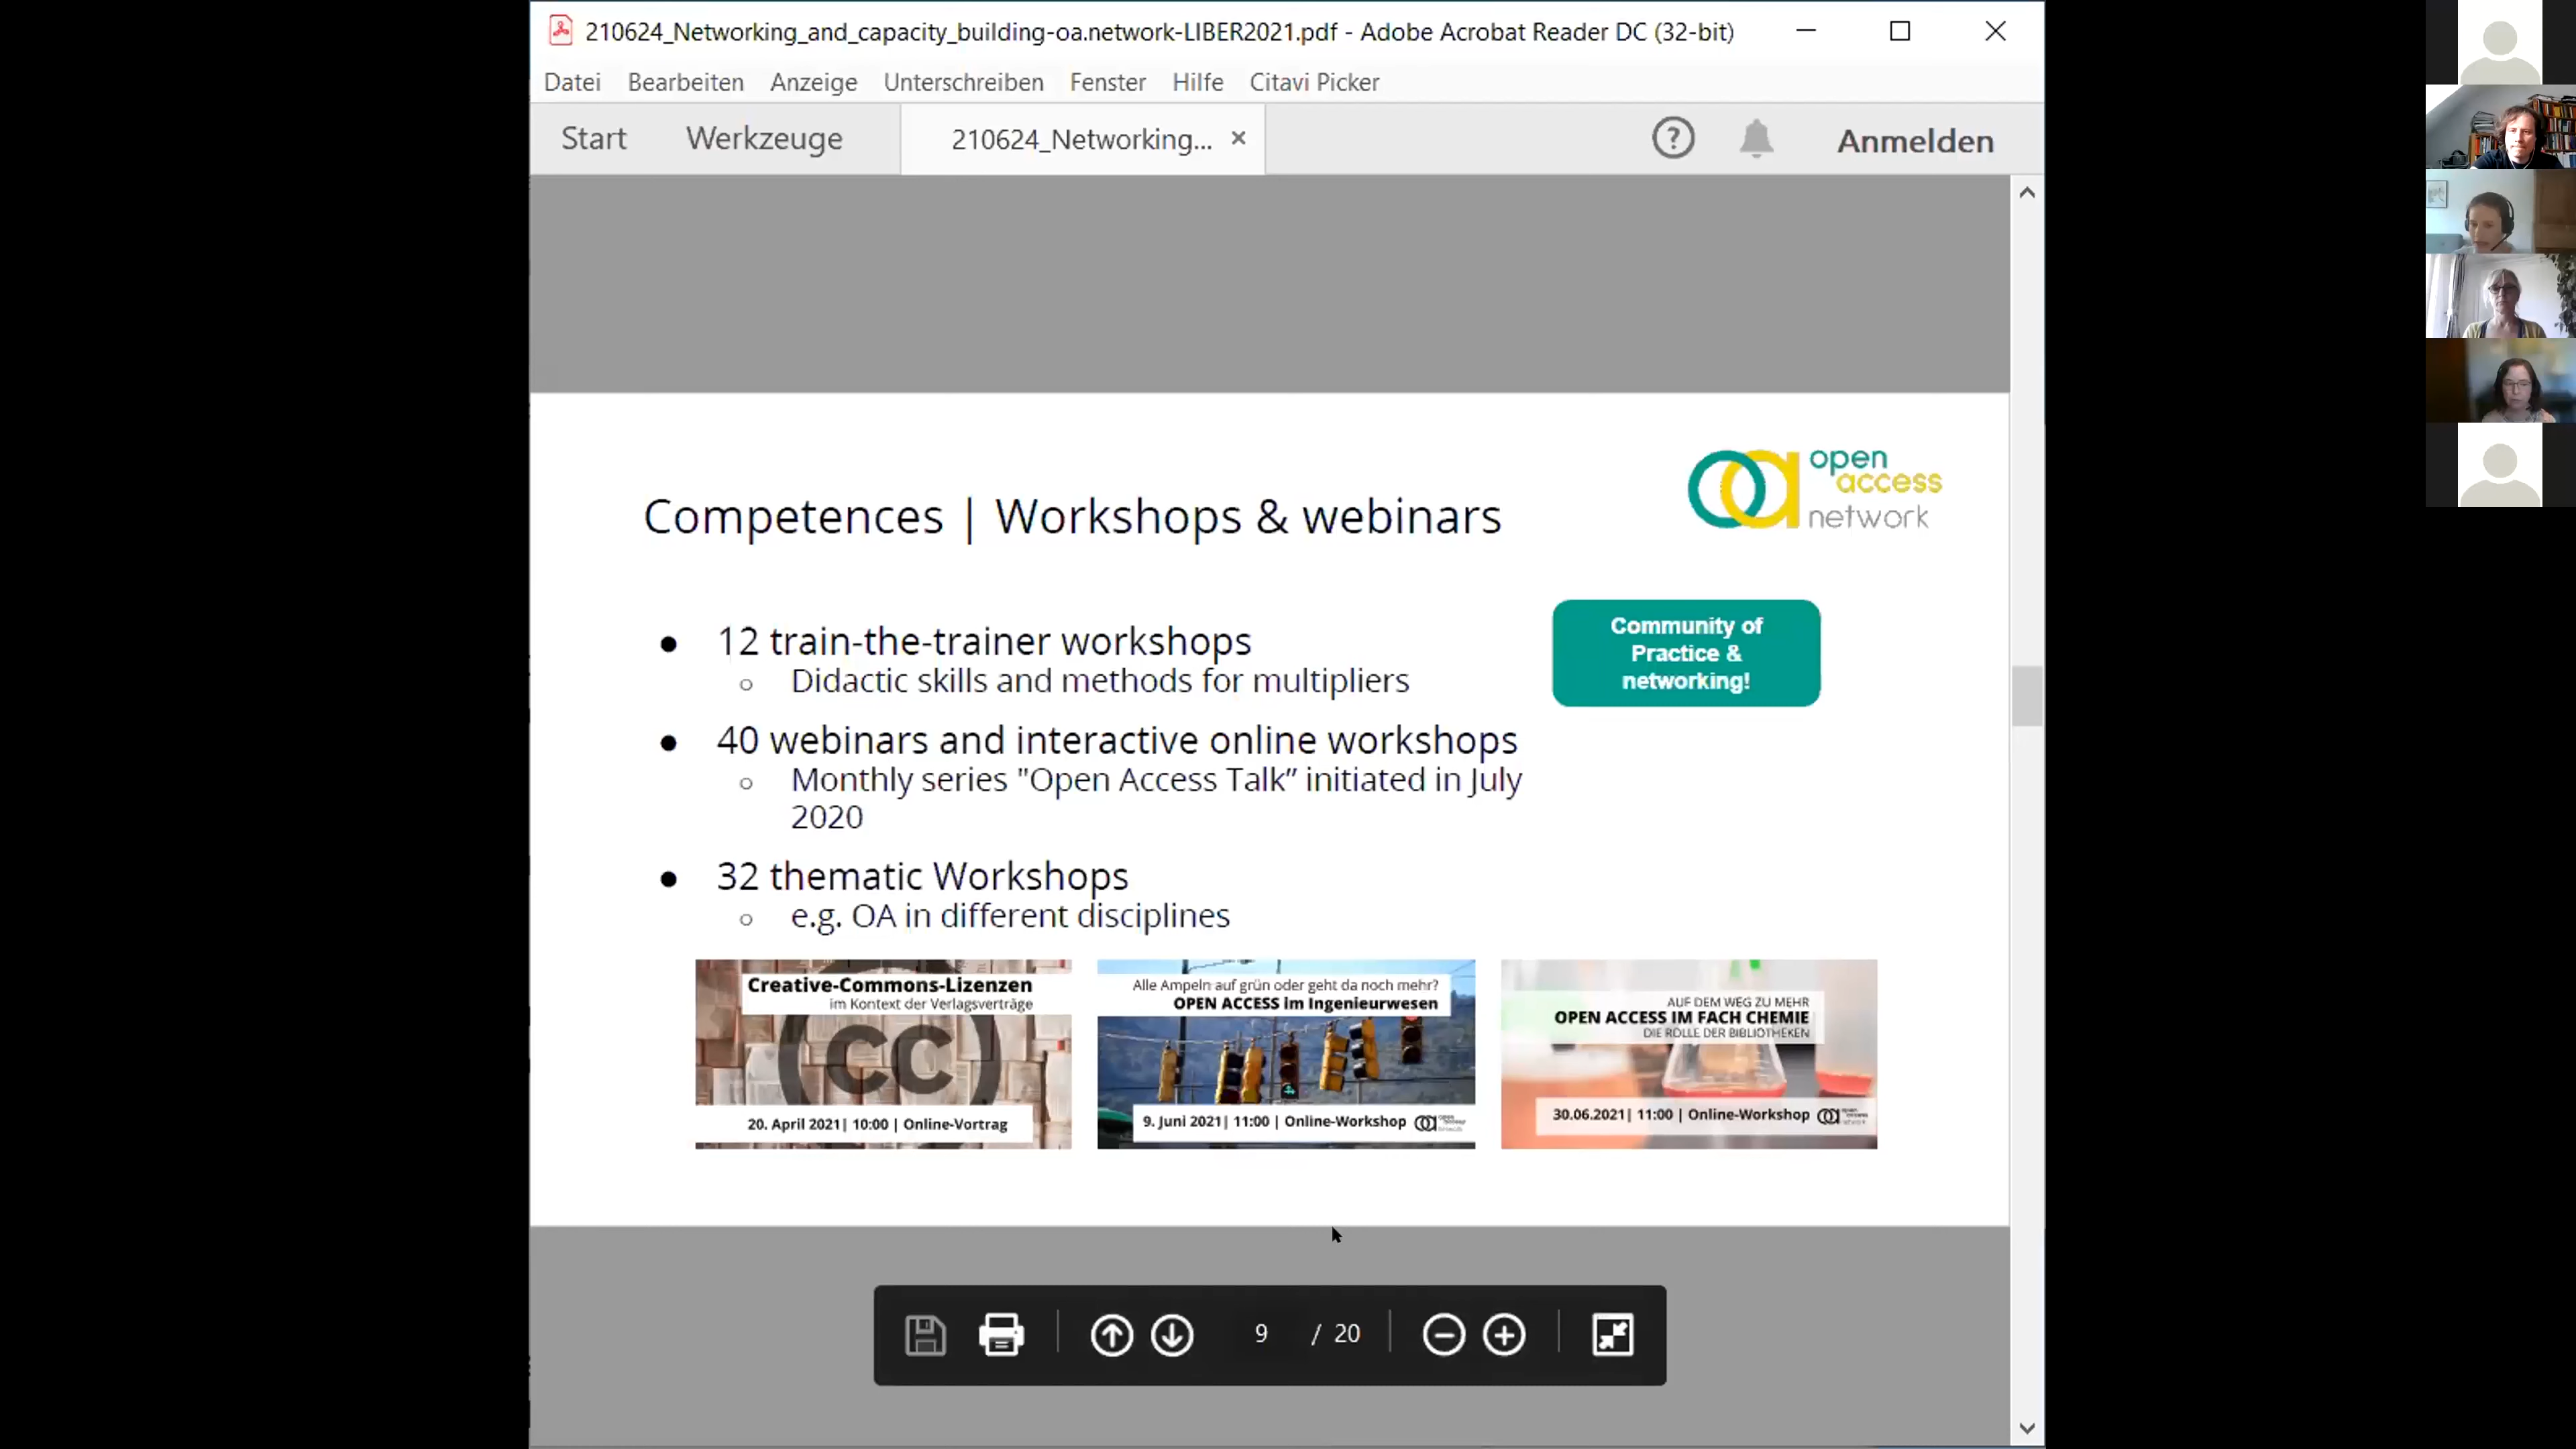 210624_Networking_and_capacity_building-oa.network-LIBER2021.pdf - Adobe Acrobat Reader DC (32-bit)
Datei Bearbeiten Anzeige Unterschreiben Fenster Hilfe Citavi Picker
Start Werkzeuge 210624_Networking... Anmelden
open
access
network
Competences | Workshops & webinars
Community of
Practice &
networking!
● 12 train-the-trainer workshops
○ Didactic skills and methods for multipliers
● 40 webinars and interactive online workshops
○ Monthly series "Open Access Talk” initiated in July
2020
● 32 thematic Workshops
○ e.g. OA in different disciplines
Creative-Commons-Lizenzen
im Kontext der Verlagsverträge
cc
20. April 2021| 10:00 | Online-Vortrag
Alle Ampeln auf grün oder geht da noch mehr?
OPEN ACCESS im Ingenieurwesen
9. Juni 2021| 11:00 | Online-Workshop
AUF DEM WEG ZU MEHR
OPEN ACCESS IM FACH CHEMIE
DIE ROLLE DER BIBLIOTHEKEN
30.06.2021| 11:00 | Online-Workshop
9 / 20